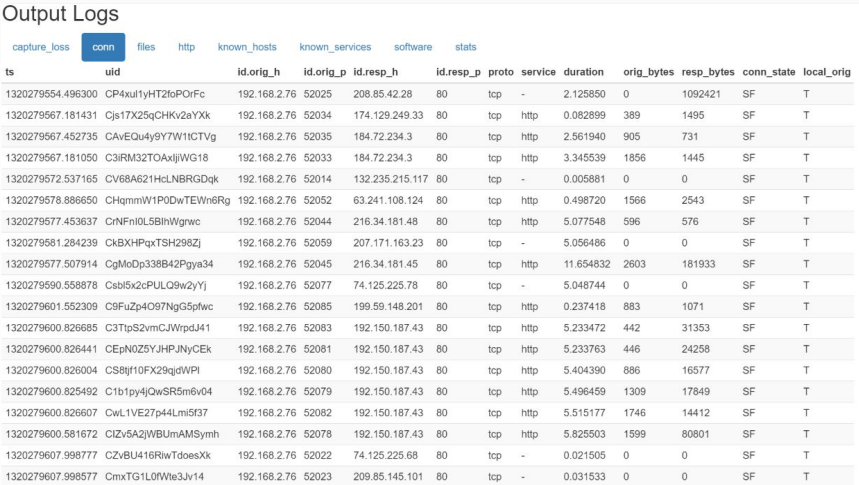 Output Logs
capture_loss conn files http known_hosts known_services software stats
ts uid id.orig_h id.orig_p id.resp_h id.resp_p proto service duration orig_bytes resp_bytes conn_state local_orig
1320279554.496300 CP4xul1yHT2foPOrFc 192.168.2.76 52025 208.85.42.28 80 tcp - 2.125850 0 1092421 SF T
1320279567.181431 Cjs17X25qCHKv2aYXk 192.168.2.76 52034 174.129.249.33 80 tcp http 0.082899 389 1495 SF T
1320279567.452735 CAvEQu4y9Y7W1tCTVg 192.168.2.76 52035 184.72.234.3 80 tcp http 2.561940 905 731 SF T
1320279567.181050 C3iRM32TOAxIjiWG18 192.168.2.76 52033 184.72.234.3 80 tcp http 3.345539 1856 1445 SF T
1320279572.537165 CV68A621HcLNBRGDqk 192.168.2.76 52014 132.235.215.117 80 tcp - 0.005881 0 0 SF T
1320279578.886650 CHqmmW1P0DwTEWn6Rg 192.168.2.76 52052 63.241.108.124 80 tcp http 0.498720 1566 2543 SF T
1320279577.453637 CrNFnI0L5BIhWgrwc 192.168.2.76 52044 216.34.181.48 80 tcp http 5.077548 596 576 SF T
1320279581.284239 CkBXHPqxTSH298Zj 192.168.2.76 52059 207.171.163.23 80 tcp - 5.056486 0 0 SF T
1320279577.507914 CgMoDp338B42Pgya34 192.168.2.76 52045 216.34.181.45 80 tcp http 11.654832 2603 181933 SF T
1320279590.558878 Csbl5x2cPULQ9w2yYj 192.168.2.76 52077 74.125.225.78 80 tcp - 5.048744 0 0 SF T
1320279601.552309 C9FuZp4O97NgG5pfwc 192.168.2.76 52085 199.59.148.201 80 tcp http 0.237418 883 1071 SF T
1320279600.826685 C3TtpS2vmCJWrpdJ41 192.168.2.76 52083 192.150.187.43 80 tcp http 5.233472 442 31353 SF T
1320279600.826441 CEpN0Z5YJHPJNyCEk 192.168.2.76 52081 192.150.187.43 80 tcp http 5.233763 446 24258 SF T
1320279600.826004 CS8tjf10FX29qjdWPl 192.168.2.76 52080 192.150.187.43 80 tcp http 5.404390 886 16577 SF T
1320279600.825492 C1b1py4jQwSR5m6v04 192.168.2.76 52079 192.150.187.43 80 tcp http 5.496459 1309 17849 SF T
1320279600.826607 CwL1VE27p44Lmi5f37 192.168.2.76 52082 192.150.187.43 80 tcp http 5.515177 1746 14412 SF T
1320279600.581672 CIZv5A2jWBUmAMSymh 192.168.2.76 52078 192.150.187.43 80 tcp http 5.825503 1599 80801 SF T
1320279607.998777 CZvBU416RiwTdoesXk 192.168.2.76 52022 74.125.225.68 80 tcp - 0.021505 0 0 SF T
1320279607.998577 CmxTG1L0fWte3Jv14 192.168.2.76 52023 209.85.145.101 80 tcp - 0.031533 0 0 SF T